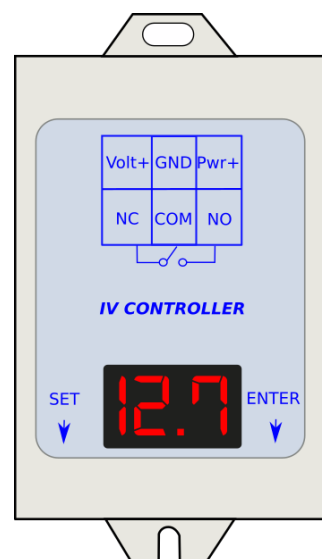 Volt+ GND Pwr+
NC COM NO
IV CONTROLLER
SET 12.7 ENTER